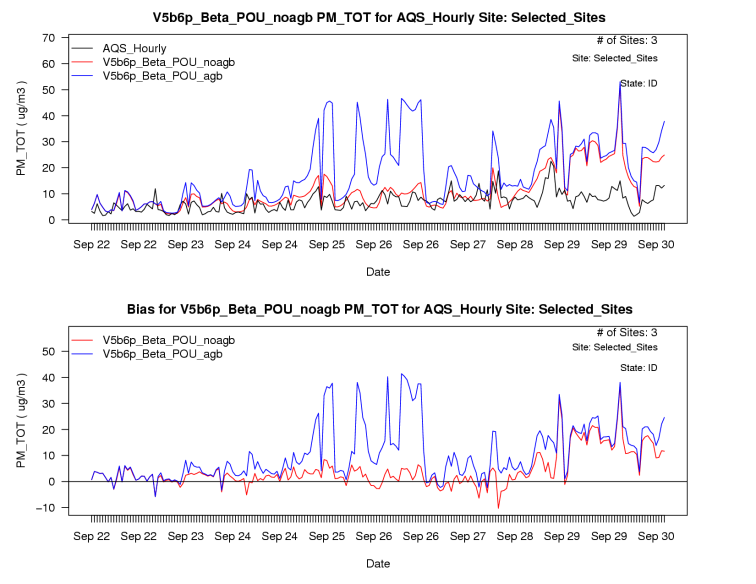 V5b6p_Beta_POU_noagb PM_TOT for AQS_Hourly Site: Selected_Sites
# of Sites: 3
Site: Selected_Sites
State: ID
AQS_Hourly
V5b6p_Beta_POU_noagb
V5b6p_Beta_POU_agb
PM_TOT ( ug/m3 )
70
60
50
40
30
20
10
0
Sep 22 Sep 22 Sep 23 Sep 24 Sep 24 Sep 25 Sep 26 Sep 26 Sep 27 Sep 28 Sep 29 Sep 29 Sep 30
Date
Bias for V5b6p_Beta_POU_noagb PM_TOT for AQS_Hourly Site: Selected_Sites
# of Sites: 3
Site: Selected_Sites
State: ID
V5b6p_Beta_POU_noagb
V5b6p_Beta_POU_agb
PM_TOT ( ug/m3 )
50
40
30
20
10
0
−10
Sep 22 Sep 22 Sep 23 Sep 24 Sep 24 Sep 25 Sep 26 Sep 26 Sep 27 Sep 28 Sep 29 Sep 29 Sep 30
Date